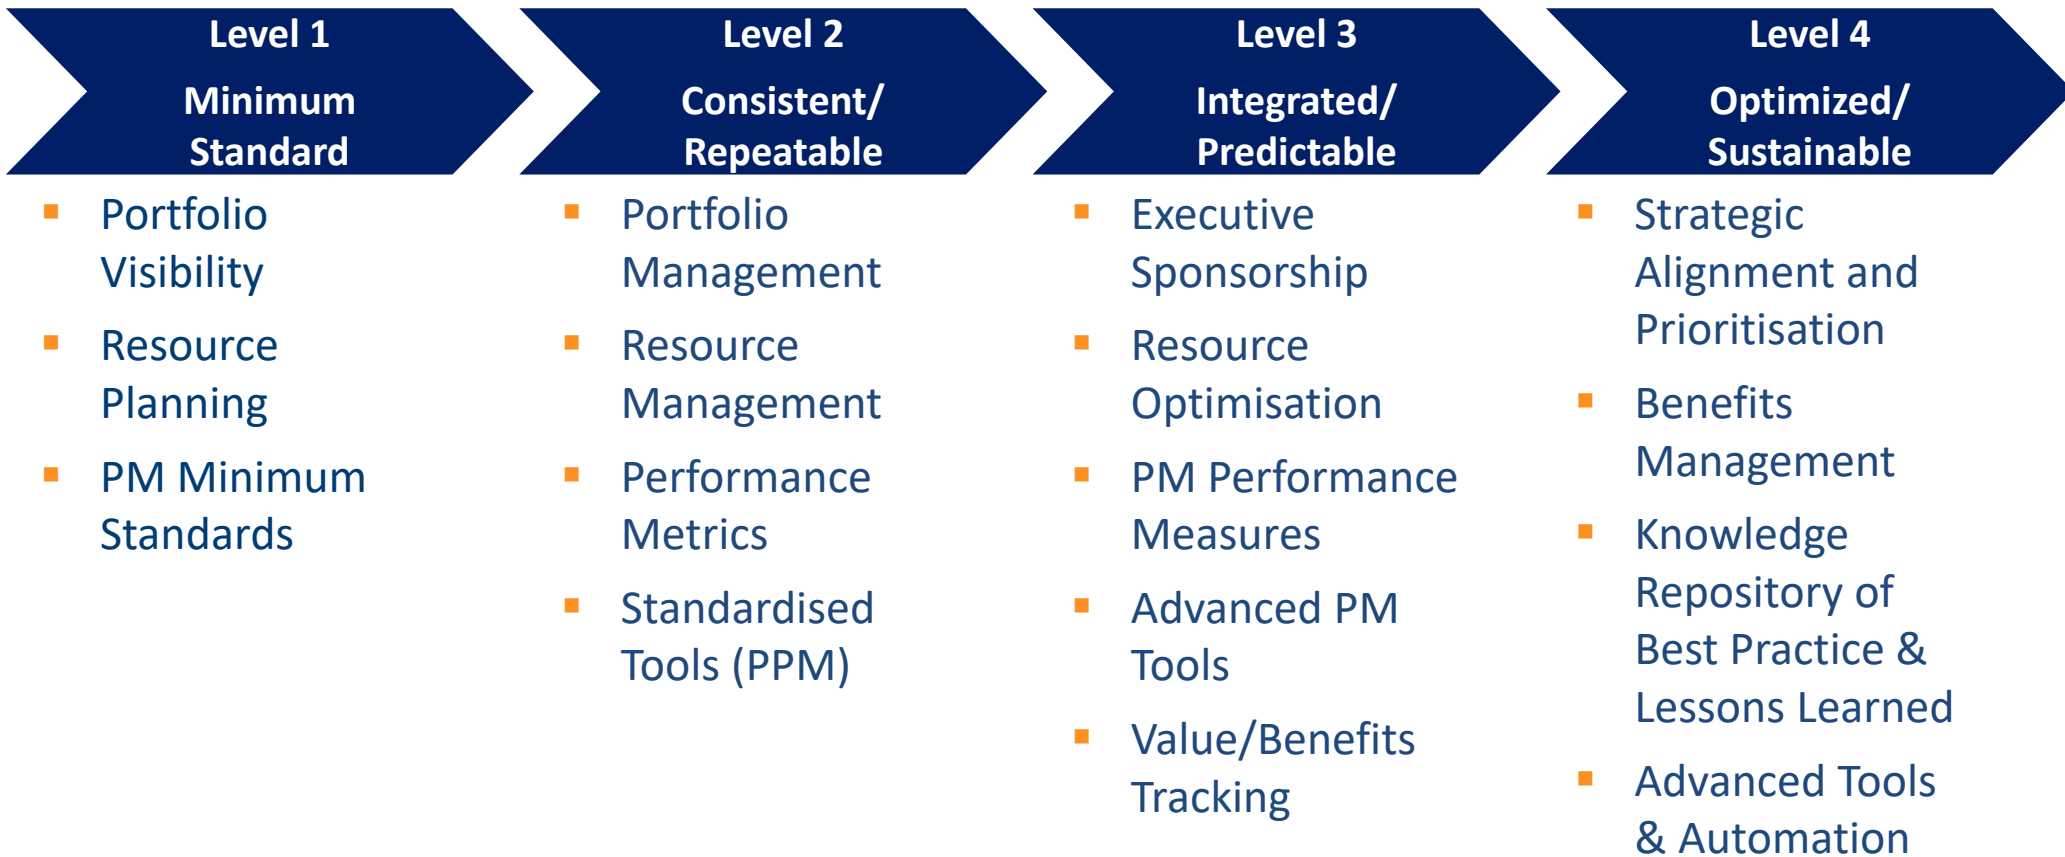 Level 1
Minimum
Standard
Portfolio
Visibility
Resource
Planning
PM Minimum
Standards
Level 2
Consistent/
Repeatable
Portfolio
Management
Resource
Management
Performance
Metrics
Standardised
Tools (PPM)
Level 3
Integrated/
Predictable
Executive
Sponsorship
Resource
Optimisation
PM Performance
Measures
Advanced PM
Tools
Value/Benefits
Tracking
Level 4
Optimized/
Sustainable
Strategic
Alignment and
Prioritisation
Benefits
Management
Knowledge
Repository of
Best Practice &
Lessons Learned
Advanced Tools
& Automation